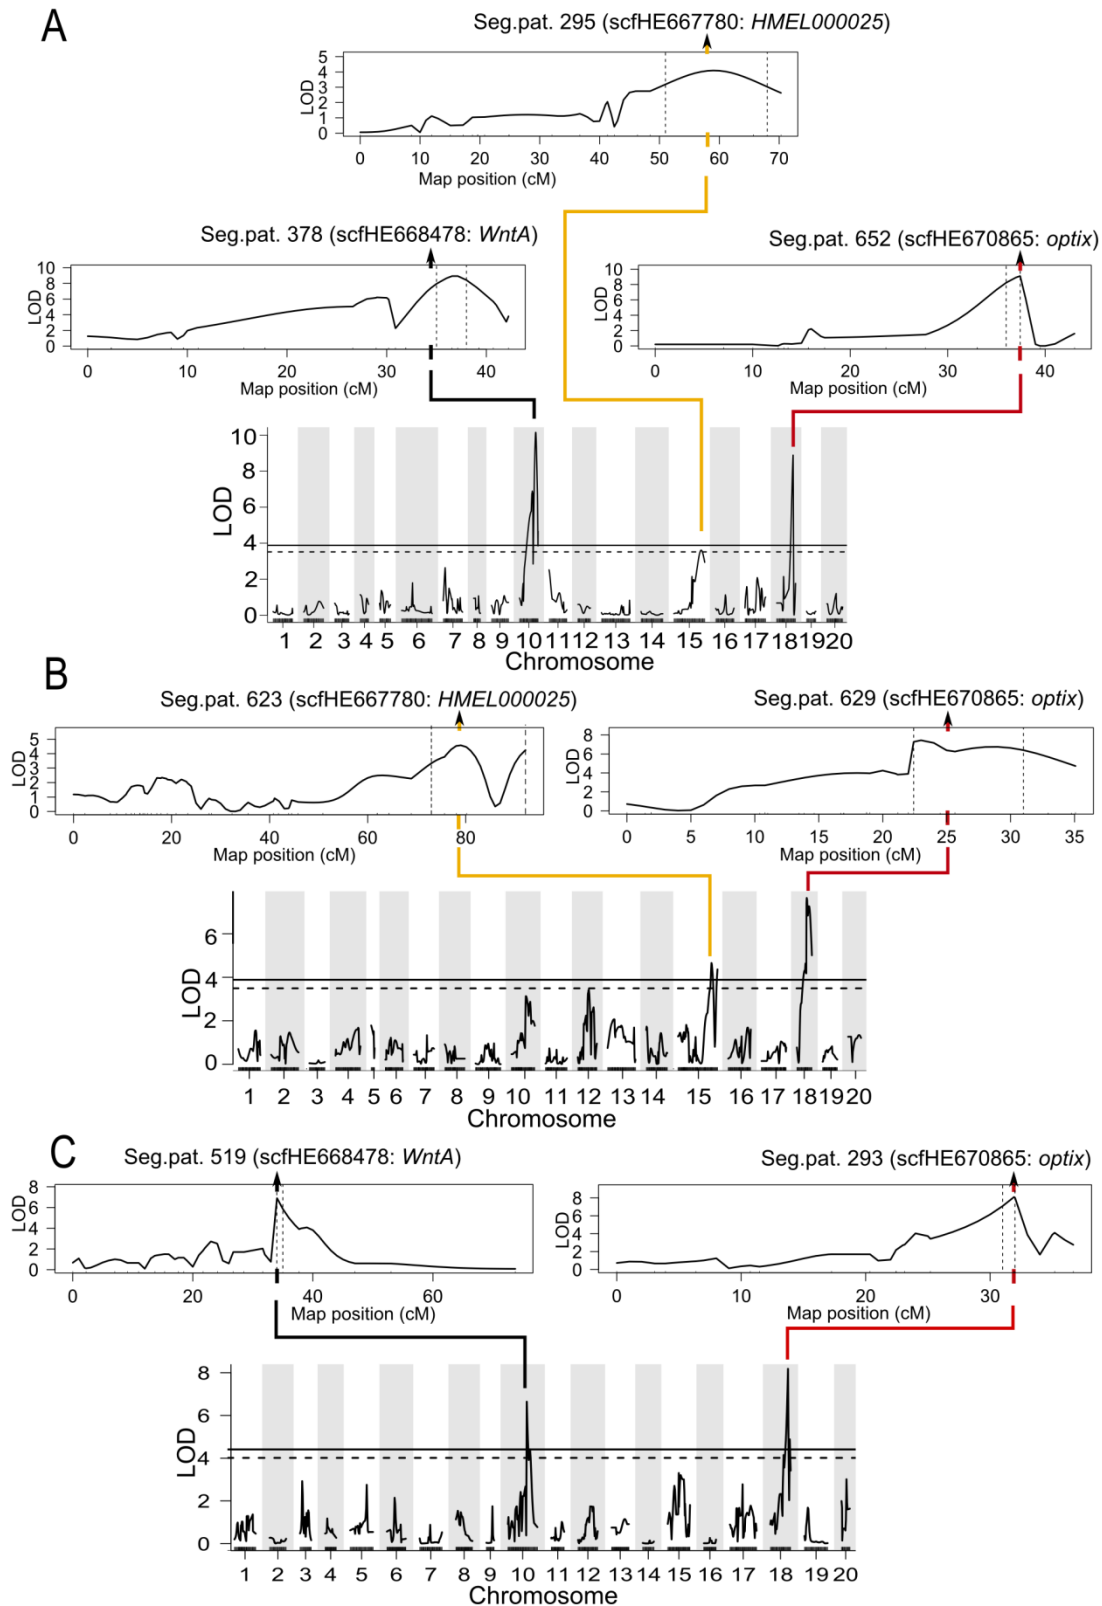 A
Seg.pat. 295 (scfHE667780: HMEL000025)
LOD
5
4
3
2
1
0
0 10 20 30 40 50 60 70
Map position (cM)
Seg.pat. 378 (scfHE668478: WntA)
LOD
10
8
6
4
2
0
0 10 20 30 40
Map position (cM)
Seg.pat. 652 (scfHE670865: optix)
LOD
10
8
6
4
2
0
0 10 20 30 40
Map position (cM)
LOD
10
8
6
4
2
0
1 2 3 4 5 6 7 8 9 10 11 12 13 14 15 16 17 18 19 20
Chromosome
B
Seg.pat. 623 (scfHE667780: HMEL000025)
LOD
5
4
3
2
1
0
0 20 40 60 80
Map position (cM)
Seg.pat. 629 (scfHE670865: optix)
LOD
8
6
4
2
0
0 5 10 15 20 25 30 35
Map position (cM)
LOD
6
4
2
0
1 2 3 4 5 6 7 8 9 10 11 12 13 14 15 16 17 18 19 20
Chromosome
C
Seg.pat. 519 (scfHE668478: WntA)
LOD
8
6
4
2
0
0 20 40 60
Map position (cM)
Seg.pat. 293 (scfHE670865: optix)
LOD
8
6
4
2
0
0 10 20 30
Map position (cM)
LOD
8
6
4
2
0
1 2 3 4 5 6 7 8 9 10 11 12 13 14 15 16 17 18 19 20
Chromosome